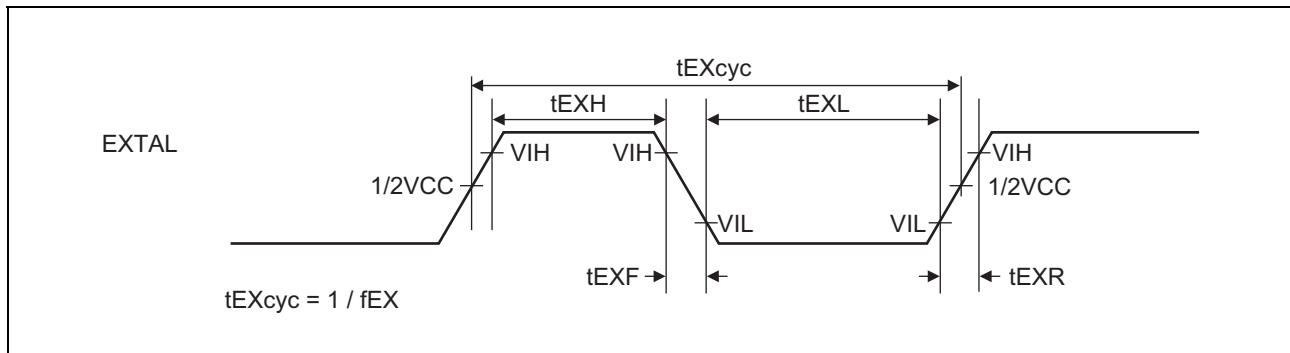 tEXcyc
tEXH
tEXL
EXTAL
VIH
VIH
VIH
1/2VCC
1/2VCC
VIL
VIL
tEXF
tEXR
tEXcyc = 1 / fEX